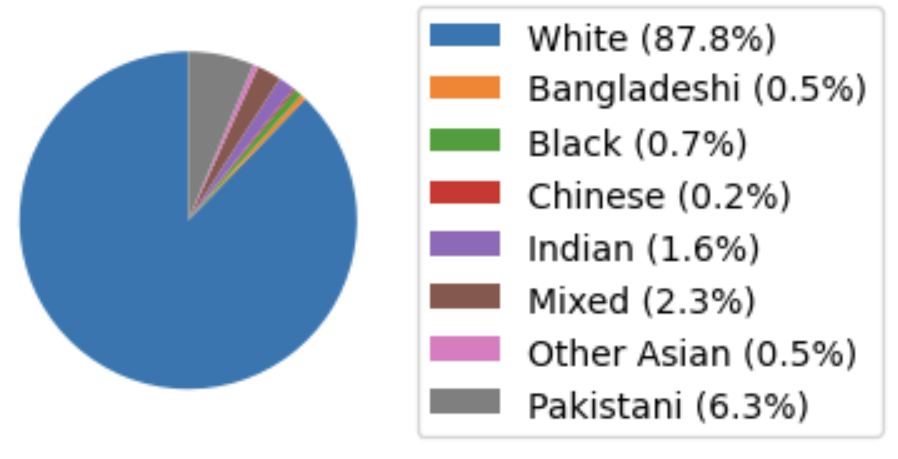 White (87.8%)
Bangladeshi (0.5%)
Black (0.7%)
Chinese (0.2%)
Indian (1.6%)
Mixed (2.3%)
Other Asian (0.5%)
Pakistani (6.3%)